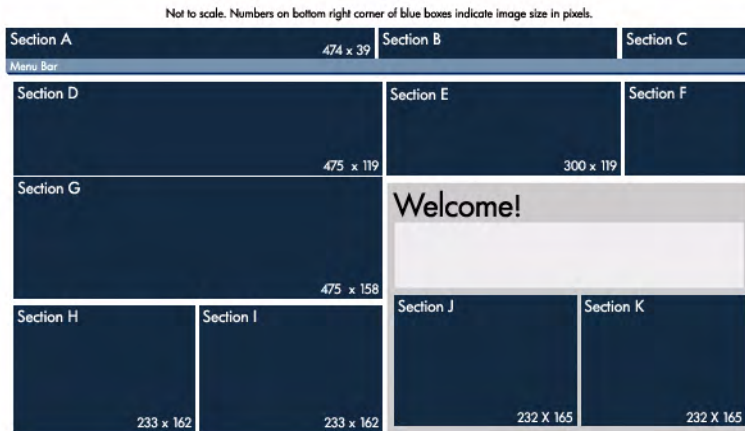 Not to scale. Numbers on bottom right corner of blue boxes indicate image size in pixels.
Section A
474 x 39
Section B
Section C
Menu Bar
Section D
475 x 119
Section E
300 x 119
Section F
Section G
475 x 158
Welcome!
Section H
233 x 162
Section I
233 x 162
Section J
232 X 165
Section K
232 X 165